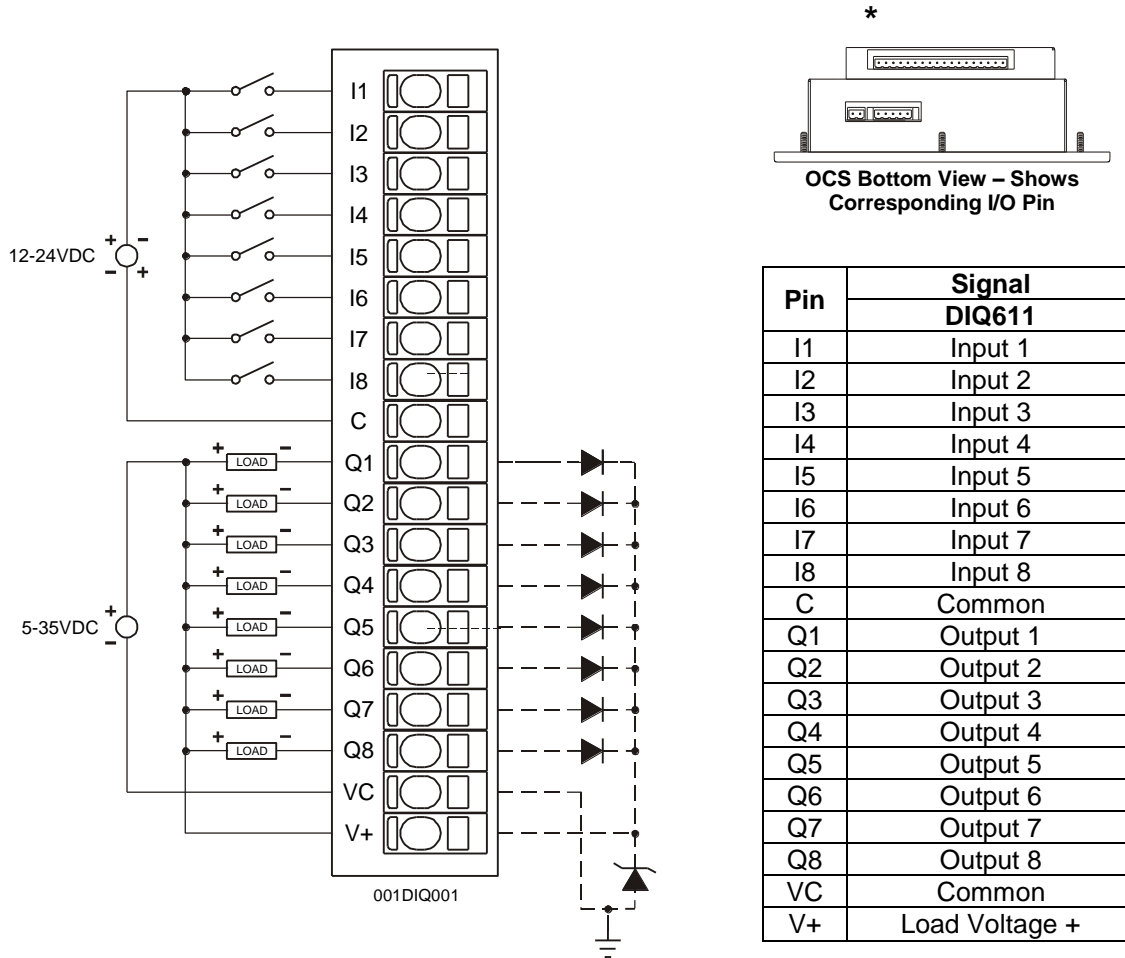 *
OCS Bottom View – Shows
Corresponding I/O Pin
12-24VDC
+ −
− +
I1
I2
I3
I4
I5
I6
I7
I8
C
+ LOAD − Q1
+ LOAD − Q2
+ LOAD − Q3
+ LOAD − Q4
+ LOAD − Q5
+ LOAD − Q6
+ LOAD − Q7
+ LOAD − Q8
5-35VDC
+
−
VC
V+
001DIQ001
Pin Signal
DIQ611
I1 Input 1
I2 Input 2
I3 Input 3
I4 Input 4
I5 Input 5
I6 Input 6
I7 Input 7
I8 Input 8
C Common
Q1 Output 1
Q2 Output 2
Q3 Output 3
Q4 Output 4
Q5 Output 5
Q6 Output 6
Q7 Output 7
Q8 Output 8
VC Common
V+ Load Voltage +